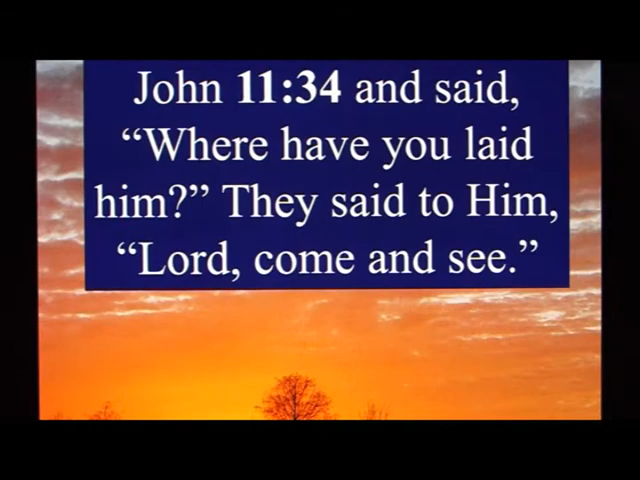 John 11:34 and said,
“Where have you laid
him?” They said to Him,
“Lord, come and see.”